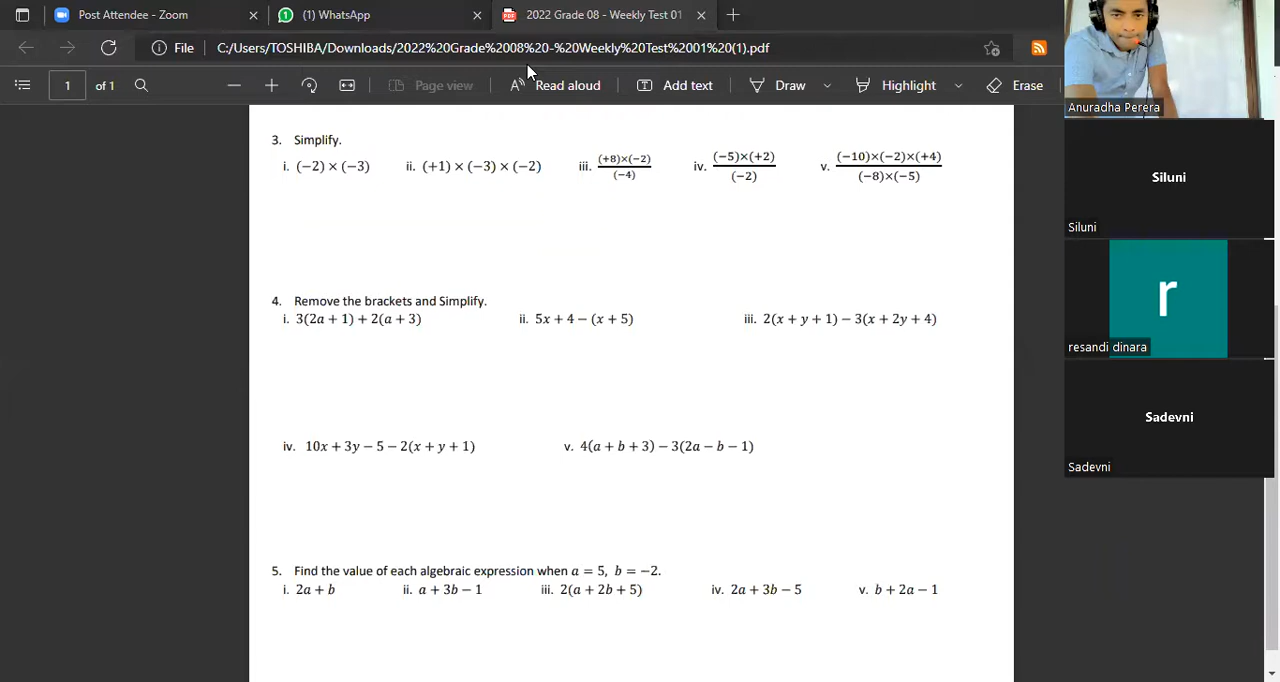 Post Attendee - Zoom
(1) WhatsApp
PDF
2022 Grade 08 - Weekly Test 01
1
File
C:/Users/TOSHIBA/Downloads/2022%20Grade%2008%20-%20Weekly%20Test%2001%20(1).pdf
1 of 1
Page view
Read aloud
Add text
Draw
Highlight
Erase
3. Simplify.
i. (−2) × (−3) ii. (+1) × (−3) × (−2) iii. (+8)×(−2)/(−4) iv. (−5)×(+2)/(−2) v. (−10)×(−2)×(+4)/(−8)×(−5)
4. Remove the brackets and Simplify.
i. 3(2a + 1) + 2(a + 3) ii. 5x + 4 − (x + 5) iii. 2(x + y + 1) − 3(x + 2y + 4)
iv. 10x + 3y − 5 − 2(x + y + 1) v. 4(a + b + 3) − 3(2a − b − 1)
5. Find the value of each algebraic expression when a = 5, b = −2.
i. 2a + b ii. a + 3b − 1 iii. 2(a + 2b + 5) iv. 2a + 3b − 5 v. b + 2a − 1
Anuradha Perera
Siluni
Siluni
r
resandi dinara
Sadevni
Sadevni